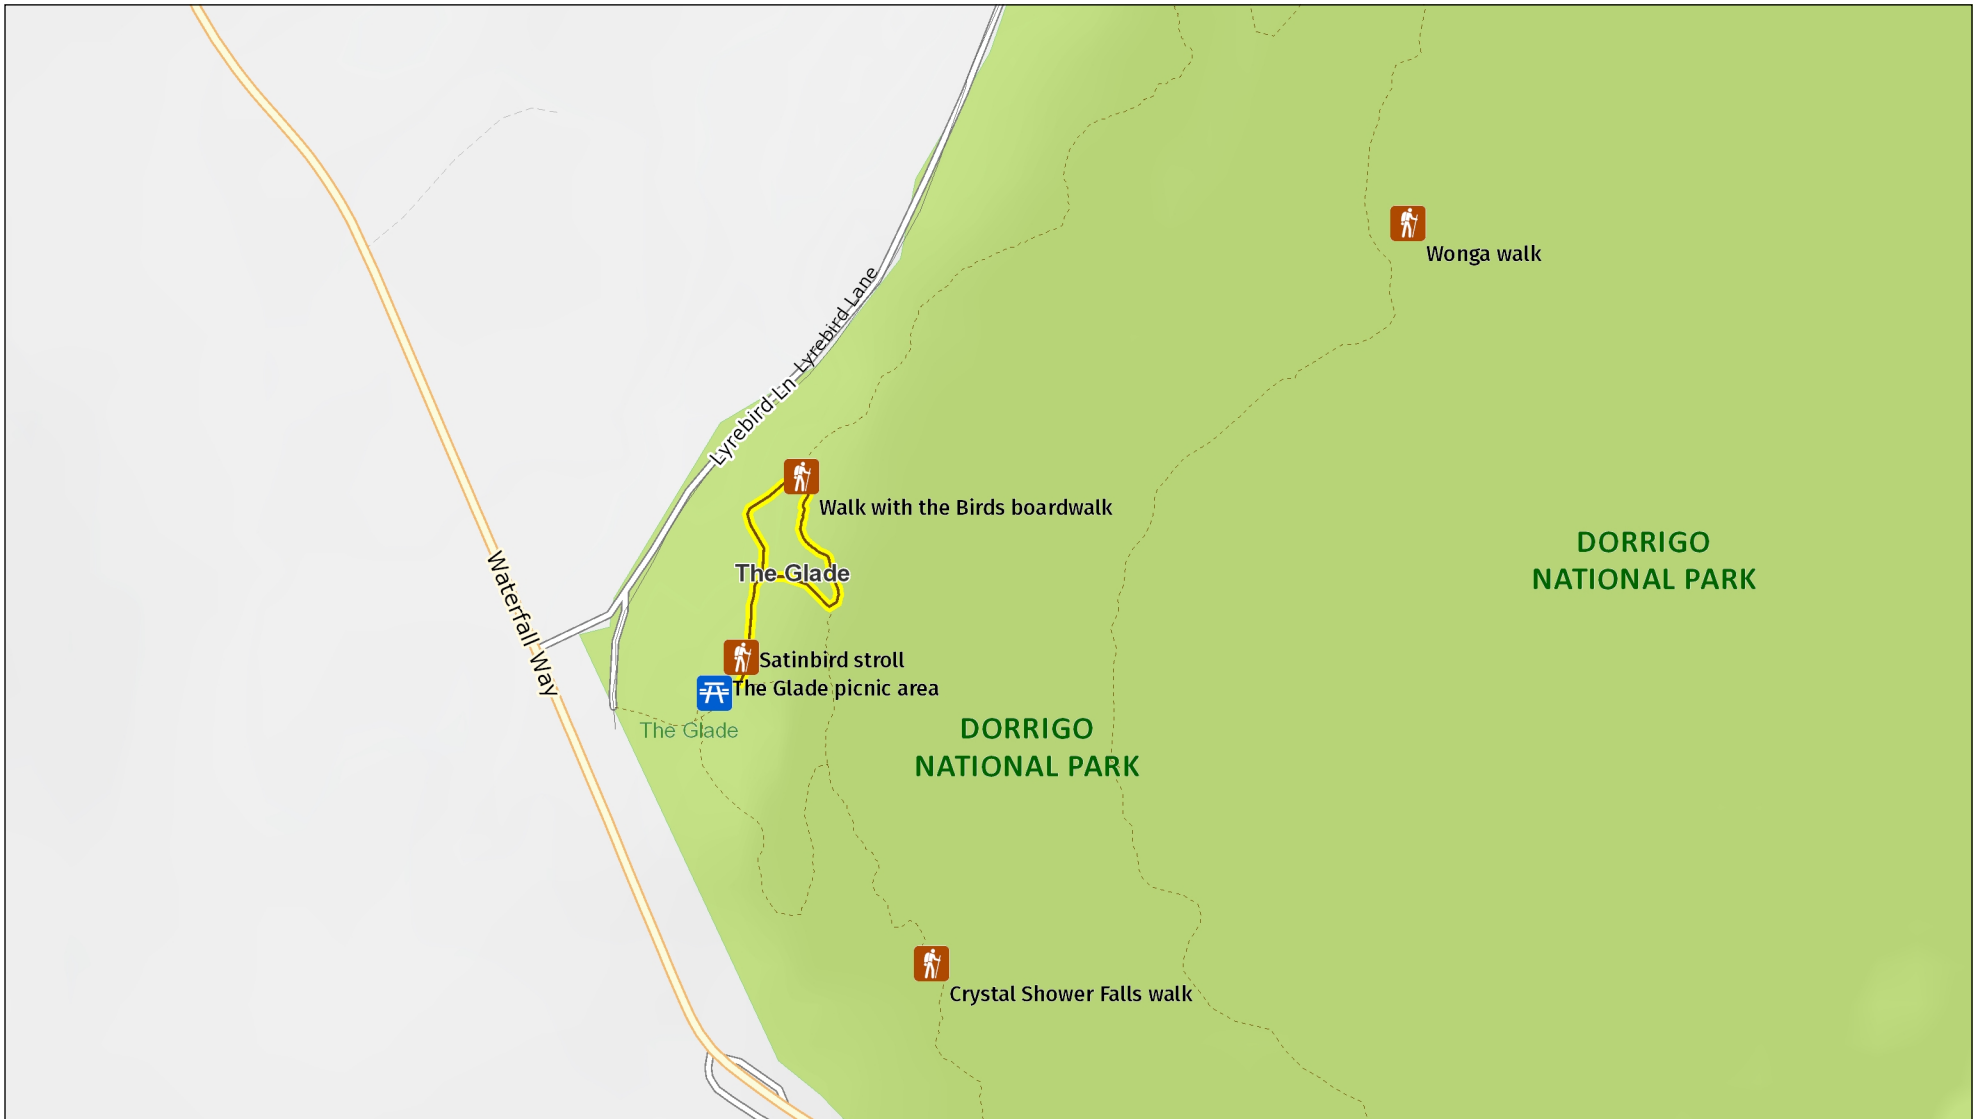 Wonga walk
Lyrebird Lane
Lyrebird Ln
Walk with the Birds boardwalk
DORRIGO
NATIONAL PARK
The Glade
Waterfall Way
Satinbird stroll
The Glade picnic area
The Glade
DORRIGO
NATIONAL PARK
Crystal Shower Falls walk